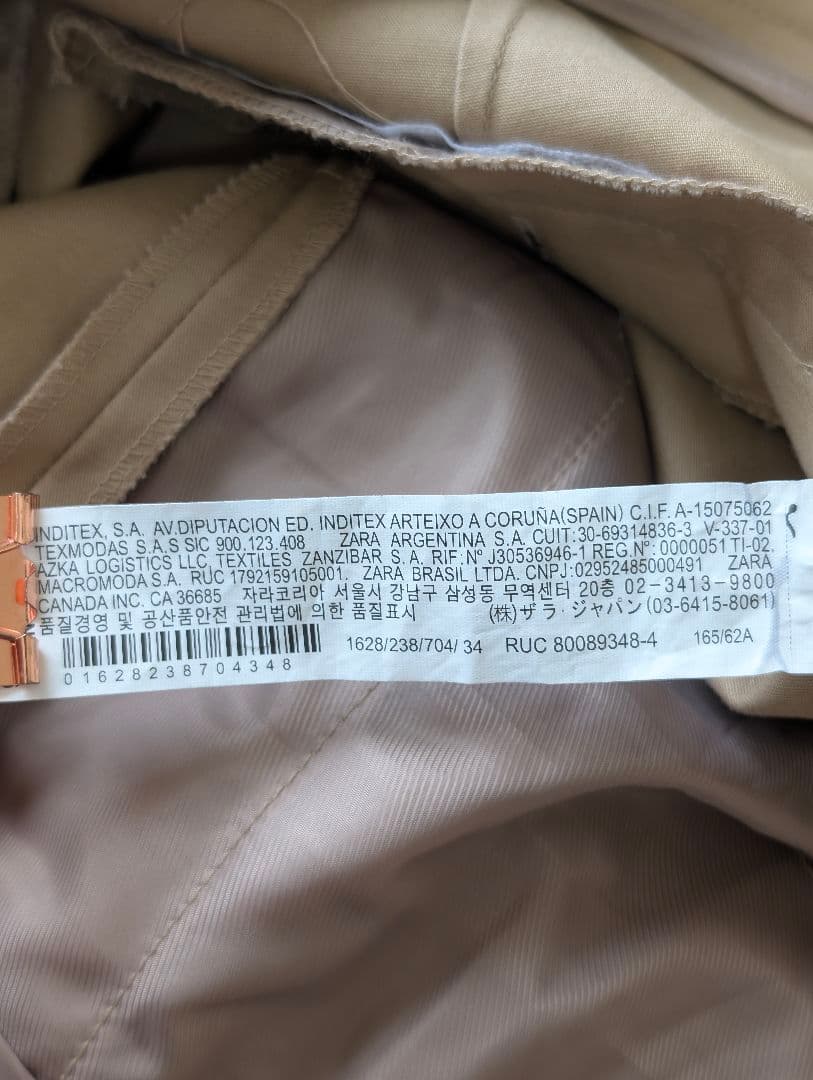 INDITEX, S.A. AV.DIPUTACION ED. INDITEX ARTEIXO A CORUÑA(SPAIN) C.I.F. A-15075062
TEXMODAS S.A.S SIC 900.123.408 ZARA ARGENTINA S.A. CUIT:30-69314836-3 V-337-01
AZKA LOGISTICS LLC, TEXTILES ZANZIBAR S.A. RIF:Nº J30536946-1 REG.Nº:0000051 TI-02,
MACROMODA S.A. RUC 1792159105001. ZARA BRASIL LTDA. CNPJ:02952485000491 ZARA
CANADA INC. CA 36685 자라코리아 서울시 강남구 삼성동 무역센터 20층 02-3413-9800
품질경영 및 공산품안전 관리법에 의한 품질표시 (株)ザラ・ジャパン(03-6415-8061)
1628/238/704/ 34 RUC 80089348-4 165/62A
01628238704348